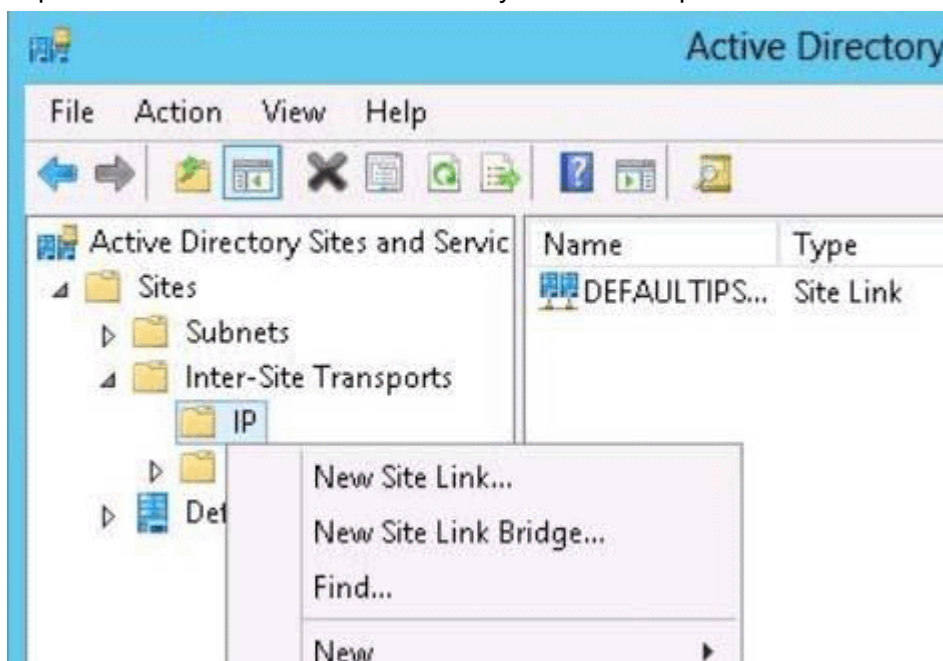 Active Directory
File Action View Help
Active Directory Sites and Servic
Name Type
Sites
DEFAULTIPS... Site Link
Subnets
Inter-Site Transports
IP
Def
New Site Link...
New Site Link Bridge...
Find...
New